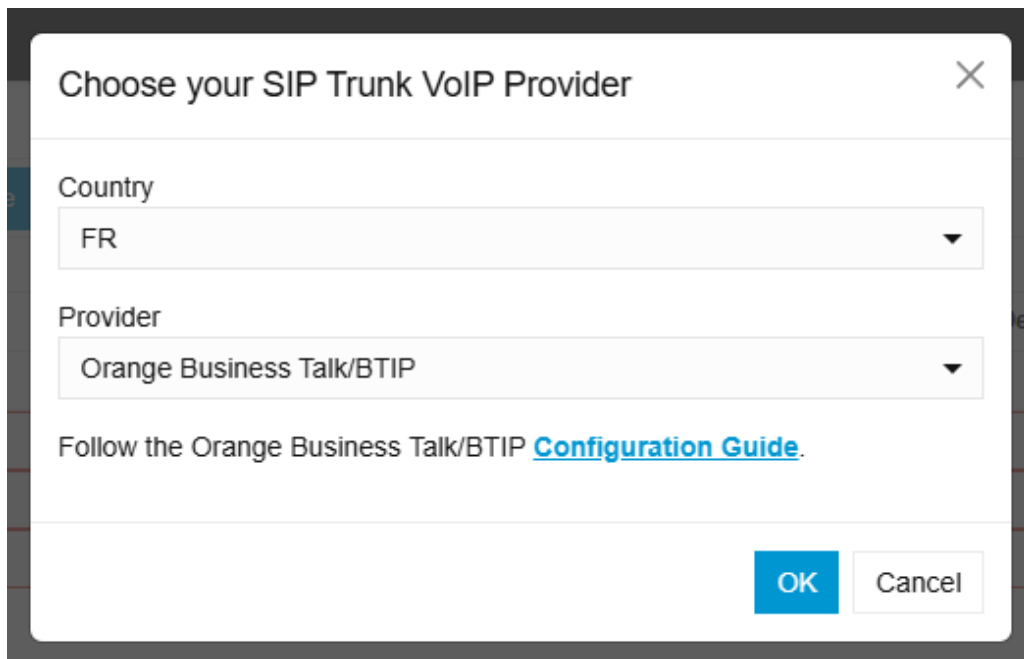 Choose your SIP Trunk VoIP Provider
Country
FR
Provider
Orange Business Talk/BTIP
Follow the Orange Business Talk/BTIP Configuration Guide.
OK
Cancel